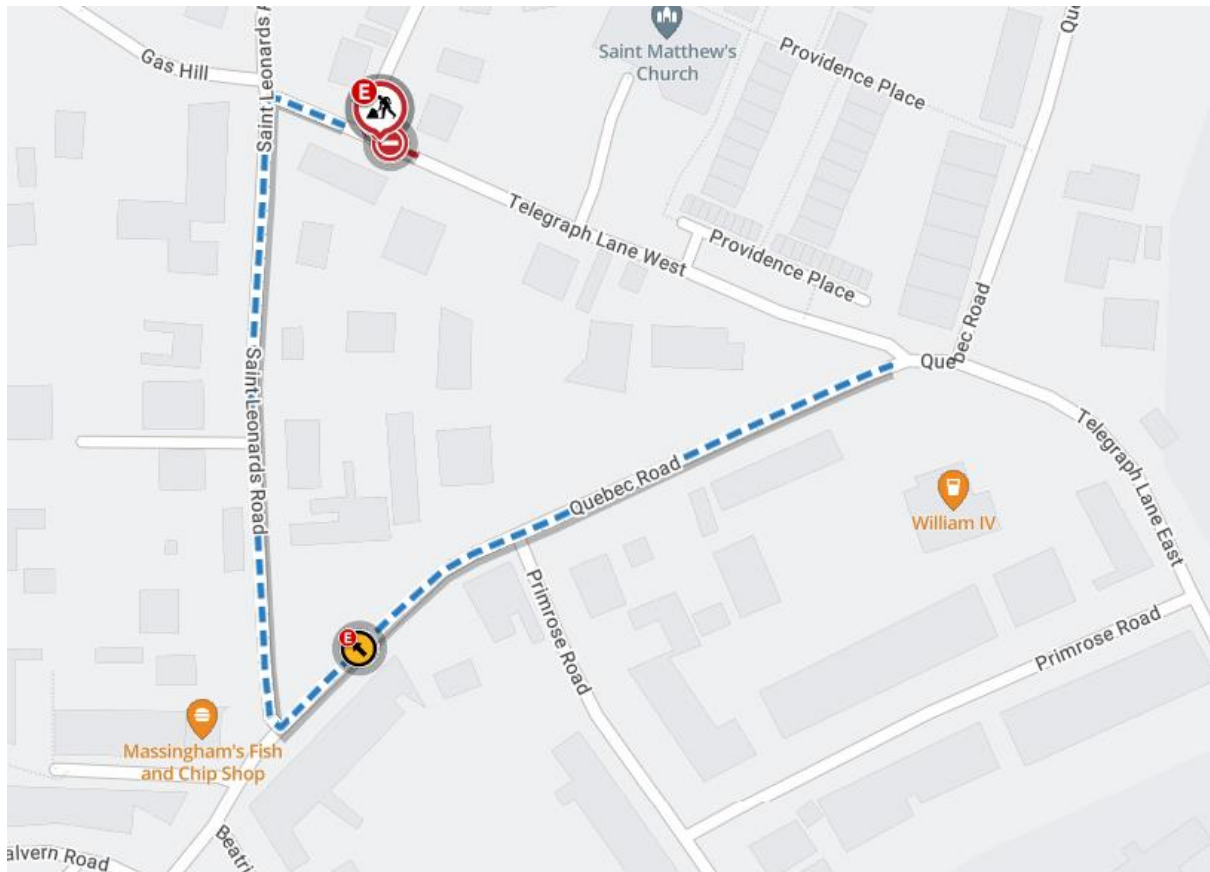 Saint Leonards
Gas Hill
E
Saint Matthew's
Church
Providence Place
Telegraph Lane West
Providence Place
Quebec Road
Saint Leonards Road
Quebec Road
Telegraph Lane East
William IV
E
Primrose Road
Primrose Road
Massingham's Fish
and Chip Shop
Beatri
alvern Road